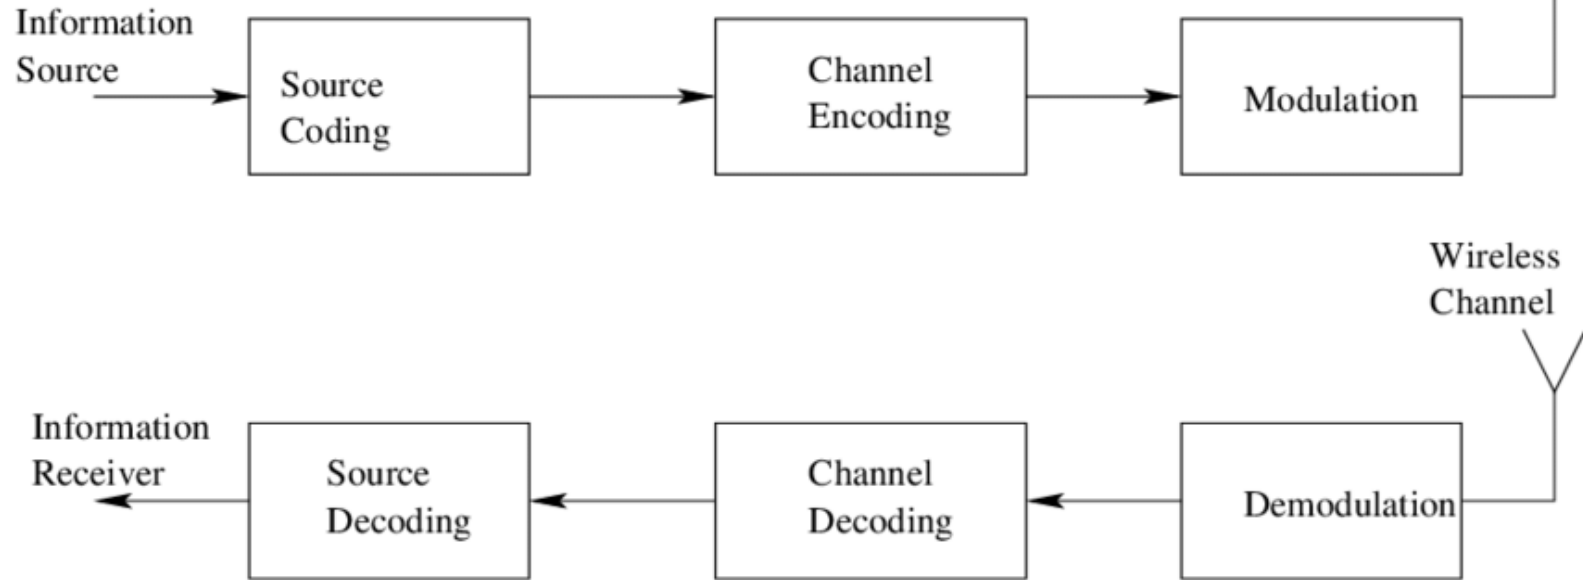 Information
Source
Source
Coding
Channel
Encoding
Modulation
Wireless
Channel
Information
Receiver
Source
Decoding
Channel
Decoding
Demodulation